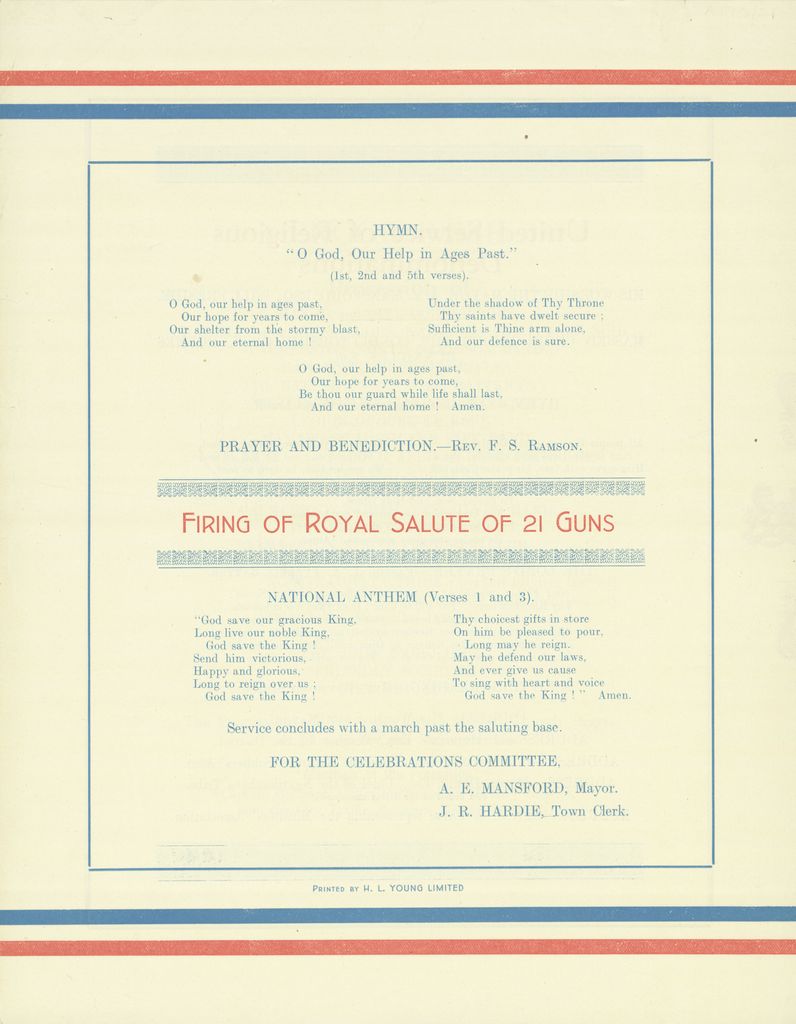 HYMN.
"O God, Our Help in Ages Past."
(1st, 2nd and 5th verses).
O God, our help in ages past,
Our hope for years to come,
Our shelter from the stormy blast,
And our eternal home !
Under the shadow of Thy Throne
Thy saints have dwelt secure ;
Sufficient is Thine arm alone,
And our defence is sure.
O God, our help in ages past,
Our hope for years to come,
Be thou our guard while life shall last,
And our eternal home ! Amen.
PRAYER AND BENEDICTION.—REV. F. S. RAMSON.
FIRING OF ROYAL SALUTE OF 21 GUNS
NATIONAL ANTHEM (Verses 1 and 3).
"God save our gracious King,
Long live our noble King,
God save the King !
Send him victorious,
Happy and glorious,
Long to reign over us ;
God save the King !
Thy choicest gifts in store
On him be pleased to pour,
Long may he reign.
May he defend our laws,
And ever give us cause
To sing with heart and voice
God save the King ! " Amen.
Service concludes with a march past the saluting base.
FOR THE CELEBRATIONS COMMITTEE,
A. E. MANSFORD, Mayor.
J. R. HARDIE, Town Clerk.
PRINTED BY H. L. YOUNG LIMITED